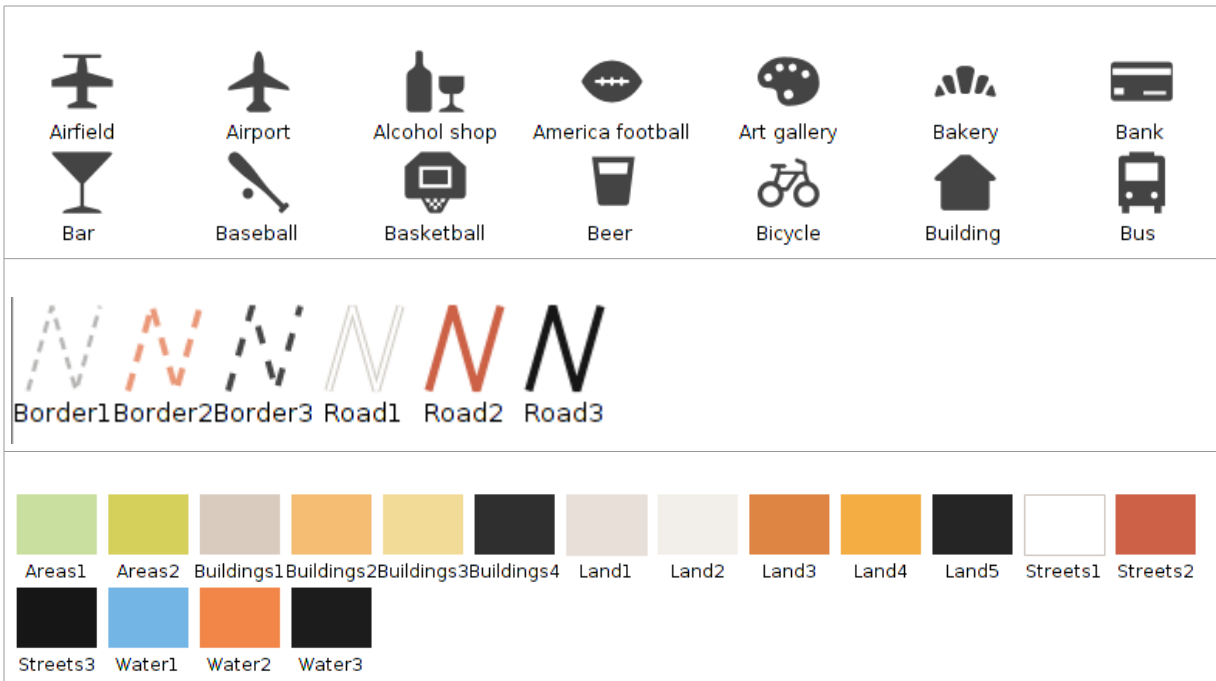 Airfield Airport Alcohol shop America football Art gallery Bakery Bank
Bar Baseball Basketball Beer Bicycle Building Bus
Border1 Border2 Border3 Road1 Road2 Road3
Areas1 Areas2 Buildings1 Buildings2 Buildings3 Buildings4 Land1 Land2 Land3 Land4 Land5 Streets1 Streets2
Streets3 Water1 Water2 Water3